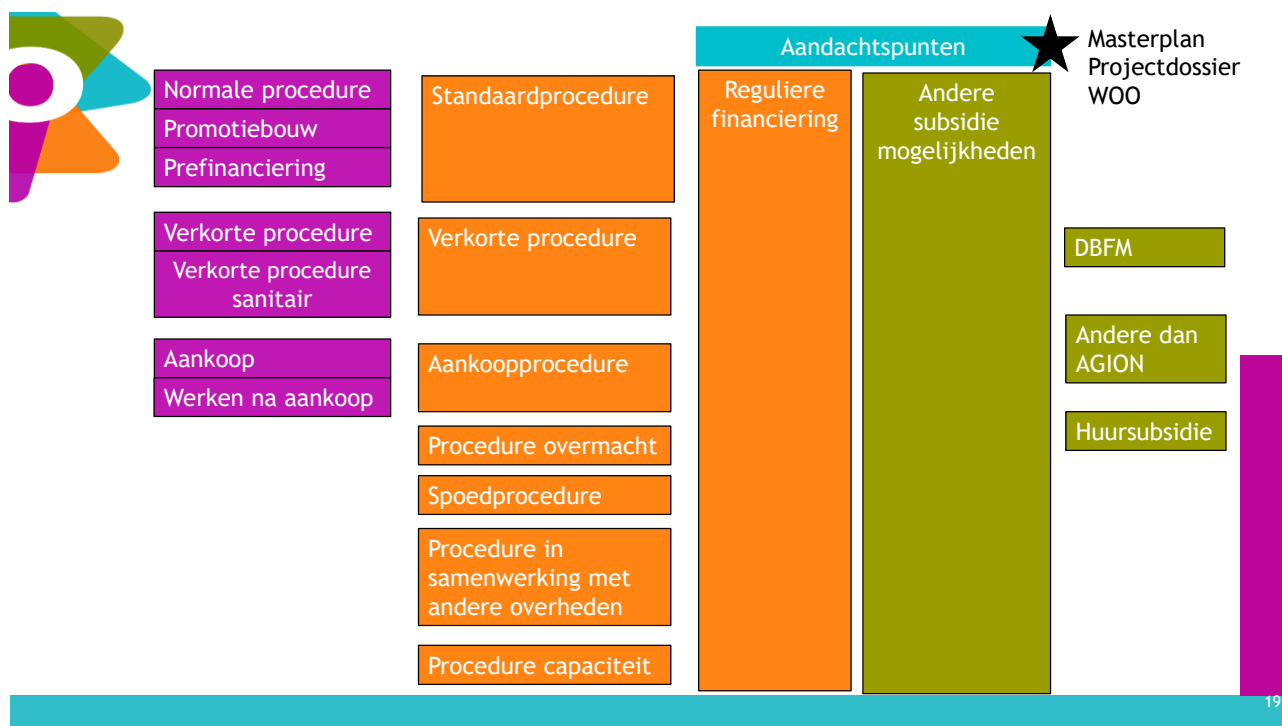 Aandachtspunten
Masterplan
Projectdossier
WOO
Normale procedure
Promotiebouw
Prefinanciering
Verkorte procedure
Verkorte procedure
sanitair
Aankoop
Werken na aankoop
Standaardprocedure
Verkorte procedure
Aankoopprocedure
Procedure overmacht
Spoedprocedure
Procedure in
samenwerking met
andere overheden
Procedure capaciteit
Reguliere
financiering
Andere
subsidie
mogelijkheden
DBFM
Andere dan
AGION
Huursubsidie
19